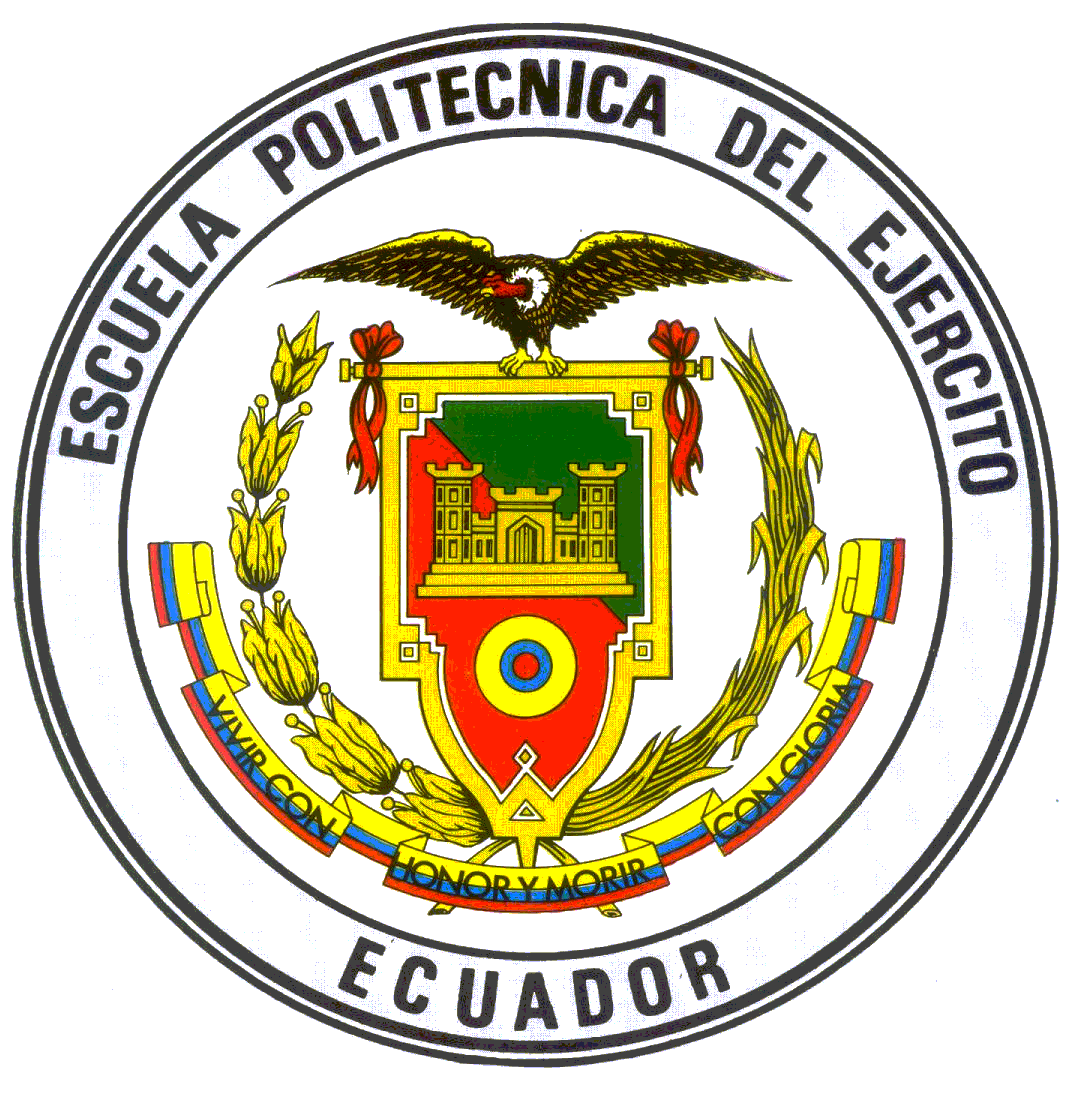 ESCUELA POLITECNICA DEL EJERCITO
VIVIR CON
HONOR Y MORIR
CON GLORIA
ECUADOR